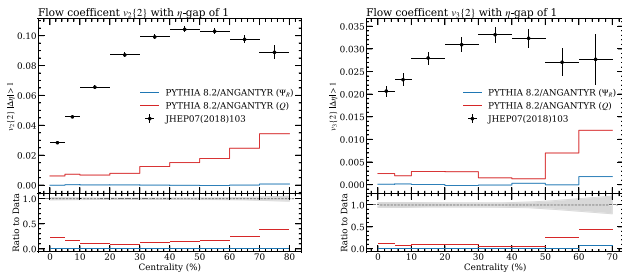 Flow coefficent v₂{2} with η-gap of 1
0.10
0.08
0.06
0.04
0.02
0.00
v₂{2} |Δη|>1
PYTHIA 8.2/ANGANTYR (Ψ_R)
PYTHIA 8.2/ANGANTYR (Q)
JHEP07(2018)103
1.0
0.5
0.0
Ratio to Data
0 10 20 30 40 50 60 70 80
Centrality (%)
Flow coefficent v₃{2} with η-gap of 1
0.035
0.030
0.025
0.020
0.015
0.010
0.005
0.000
v₃{2} |Δη|>1
PYTHIA 8.2/ANGANTYR (Ψ_R)
PYTHIA 8.2/ANGANTYR (Q)
JHEP07(2018)103
1.0
0.5
0.0
Ratio to Data
0 10 20 30 40 50 60 70
Centrality (%)